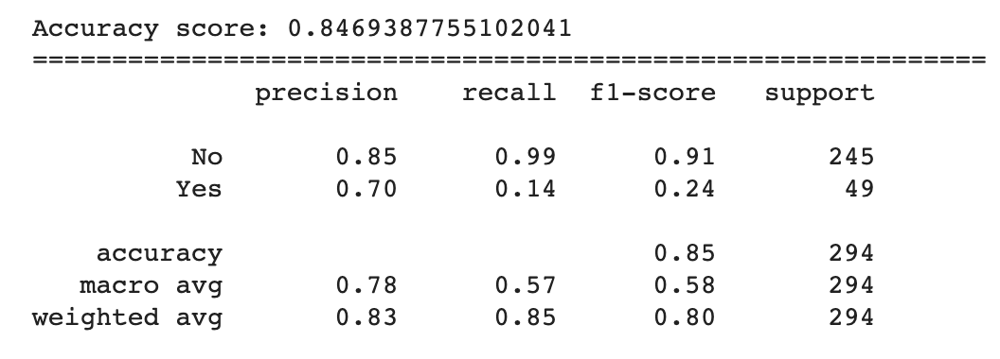 Accuracy score: 0.8469387755102041
============================================================
precision recall f1-score support
No 0.85 0.99 0.91 245
Yes 0.70 0.14 0.24 49
accuracy 0.85 294
macro avg 0.78 0.57 0.58 294
weighted avg 0.83 0.85 0.80 294